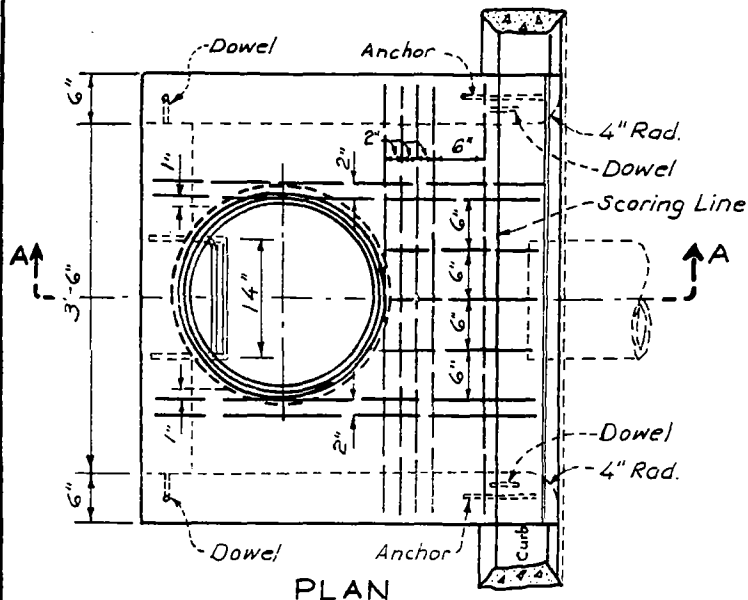 Dowel
Anchor
6"
4" Rad.
2"
6"
Dowel
1"
2"
Scoring Line
6"
A
A
6"
3'-6"
14"
6"
6"
1"
2"
Dowel
4" Rad.
6"
Dowel
Anchor
Curb
PLAN